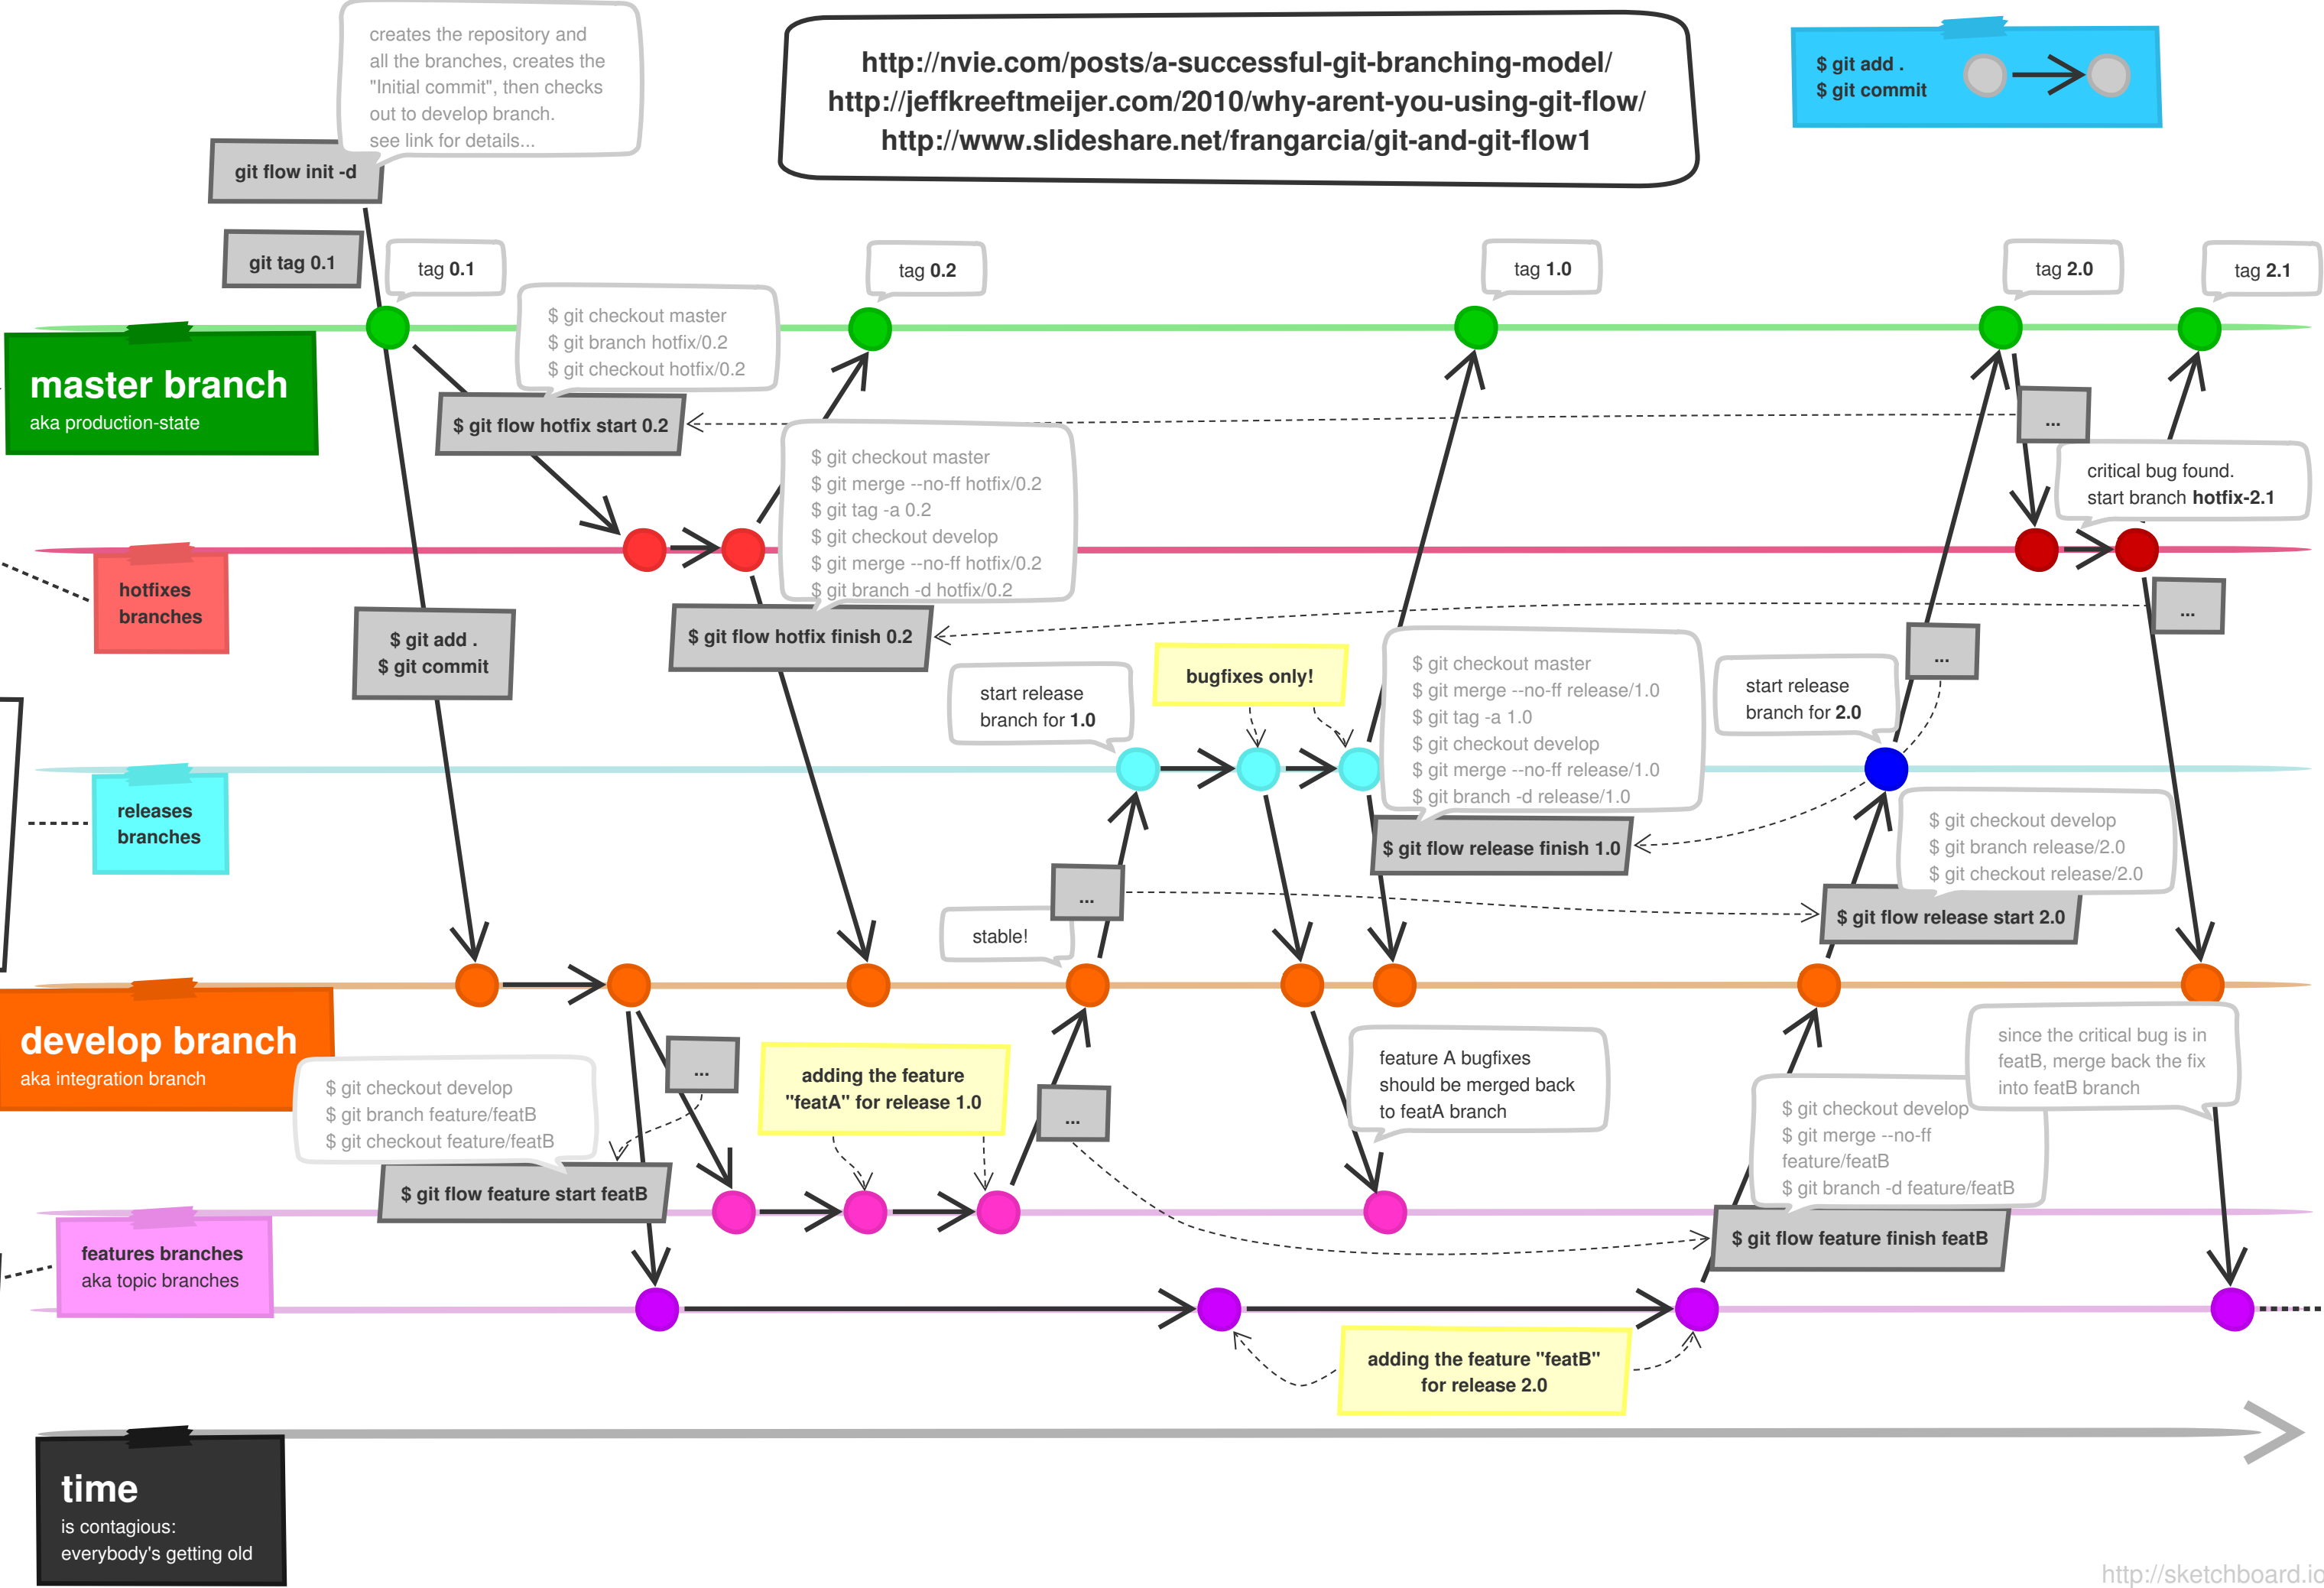 creates the repository and
all the branches, creates the
"Initial commit", then checks
out to develop branch.
see link for details...
http://nvie.com/posts/a-successful-git-branching-model/
http://jeffkreeftmeijer.com/2010/why-arent-you-using-git-flow/
http://www.slideshare.net/frangarcia/git-and-git-flow1
$ git add .
$ git commit
git flow init -d
git tag 0.1
tag 0.1
tag 0.2
tag 1.0
tag 2.0
tag 2.1
$ git checkout master
$ git branch hotfix/0.2
$ git checkout hotfix/0.2
master branch
aka production-state
$ git flow hotfix start 0.2
...
$ git checkout master
$ git merge --no-ff hotfix/0.2
$ git tag -a 0.2
$ git checkout develop
$ git merge --no-ff hotfix/0.2
$ git branch -d hotfix/0.2
critical bug found.
start branch hotfix-2.1
hotfixes
branches
$ git add .
$ git commit
$ git flow hotfix finish 0.2
...
start release
branch for 1.0
bugfixes only!
$ git checkout master
$ git merge --no-ff release/1.0
$ git tag -a 1.0
$ git checkout develop
$ git merge --no-ff release/1.0
$ git branch -d release/1.0
start release
branch for 2.0
...
releases
branches
$ git flow release finish 1.0
$ git checkout develop
$ git branch release/2.0
$ git checkout release/2.0
...
$ git flow release start 2.0
stable!
develop branch
aka integration branch
$ git checkout develop
$ git branch feature/featB
$ git checkout feature/featB
...
adding the feature
"featA" for release 1.0
...
feature A bugfixes
should be merged back
to featA branch
since the critical bug is in
featB, merge back the fix
into featB branch
$ git checkout develop
$ git merge --no-ff
feature/featB
$ git branch -d feature/featB
$ git flow feature start featB
$ git flow feature finish featB
features branches
aka topic branches
adding the feature "featB"
for release 2.0
time
is contagious:
everybody's getting old
http://sketchboard.io